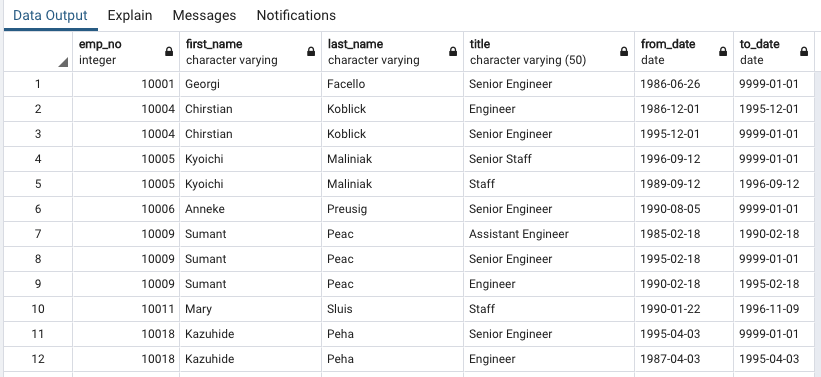 Data Output Explain Messages Notifications
emp_no first_name last_name title from_date to_date
integer character varying character varying character varying (50) date date
1 10001 Georgi Facello Senior Engineer 1986-06-26 9999-01-01
2 10004 Chirstian Koblick Engineer 1986-12-01 1995-12-01
3 10004 Chirstian Koblick Senior Engineer 1995-12-01 9999-01-01
4 10005 Kyoichi Maliniak Senior Staff 1996-09-12 9999-01-01
5 10005 Kyoichi Maliniak Staff 1989-09-12 1996-09-12
6 10006 Anneke Preusig Senior Engineer 1990-08-05 9999-01-01
7 10009 Sumant Peac Assistant Engineer 1985-02-18 1990-02-18
8 10009 Sumant Peac Senior Engineer 1995-02-18 9999-01-01
9 10009 Sumant Peac Engineer 1990-02-18 1995-02-18
10 10011 Mary Sluis Staff 1990-01-22 1996-11-09
11 10018 Kazuhide Peha Senior Engineer 1995-04-03 9999-01-01
12 10018 Kazuhide Peha Engineer 1987-04-03 1995-04-03